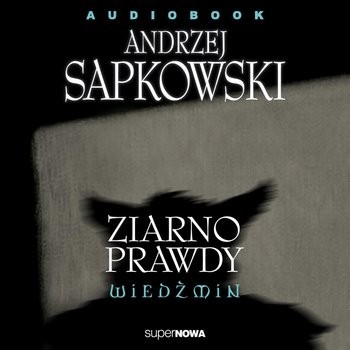 AUDIOBOOK
ANDRZEJ
SAPKOWSKI
ZIARNO
PRAWDY
WIEDŹMIN
superNOWA